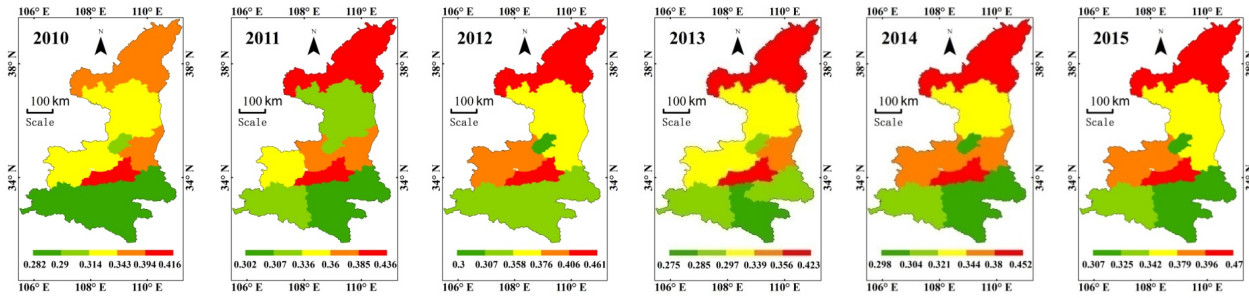 106° E 108° E 110° E
2010
N
38° N 38° N
100 km
Scale
34° N 34° N
0.282 0.29 0.314 0.343 0.394 0.416
106° E 108° E 110° E
106° E 108° E 110° E
2011
N
38° N 38° N
100 km
Scale
34° N 34° N
0.302 0.307 0.336 0.36 0.385 0.436
106° E 108° E 110° E
106° E 108° E 110° E
2012
N
38° N 38° N
100 km
Scale
34° N 34° N
0.3 0.307 0.358 0.376 0.406 0.461
106° E 108° E 110° E
106° E 108° E 110° E
2013
N
38° N 38° N
100 km
Scale
34° N 34° N
0.275 0.285 0.297 0.339 0.356 0.423
106° E 108° E 110° E
106° E 108° E 110° E
2014
N
38° N 38° N
100 km
Scale
34° N 34° N
0.298 0.304 0.321 0.344 0.38 0.452
106° E 108° E 110° E
106° E 108° E 110° E
2015
N
38° N 38° N
100 km
Scale
34° N 34° N
0.307 0.325 0.342 0.379 0.396 0.47
106° E 108° E 110° E